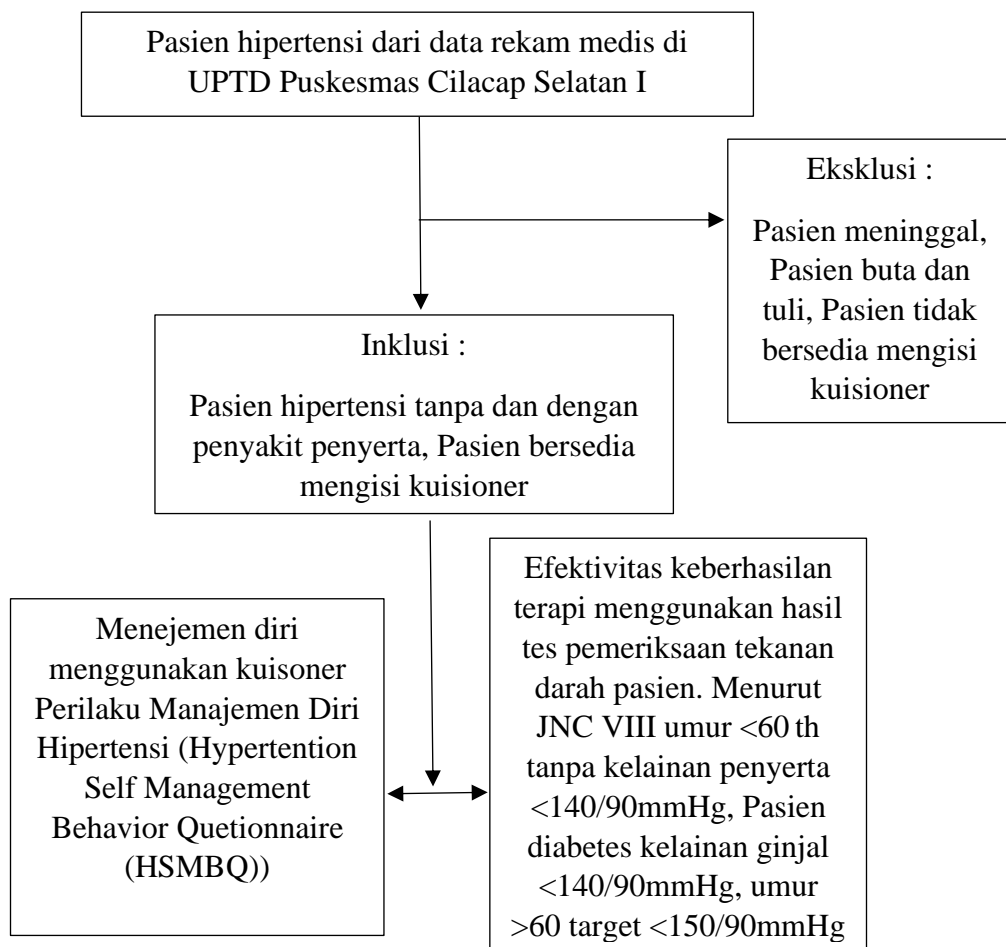 Pasien hipertensi dari data rekam medis di
UPTD Puskesmas Cilacap Selatan I
Eksklusi :
Pasien meninggal,
Pasien buta dan
tuli, Pasien tidak
bersedia mengisi
kuisioner
Inklusi :
Pasien hipertensi tanpa dan dengan
penyakit penyerta, Pasien bersedia
mengisi kuisioner
Menejemen diri
menggunakan kuisoner
Perilaku Manajemen Diri
Hipertensi (Hypertention
Self Management
Behavior Quetionnaire
(HSMBQ))
Efektivitas keberhasilan
terapi menggunakan hasil
tes pemeriksaan tekanan
darah pasien. Menurut
JNC VIII umur <60 th
tanpa kelainan penyerta
<140/90mmHg, Pasien
diabetes kelainan ginjal
<140/90mmHg, umur
>60 target <150/90mmHg